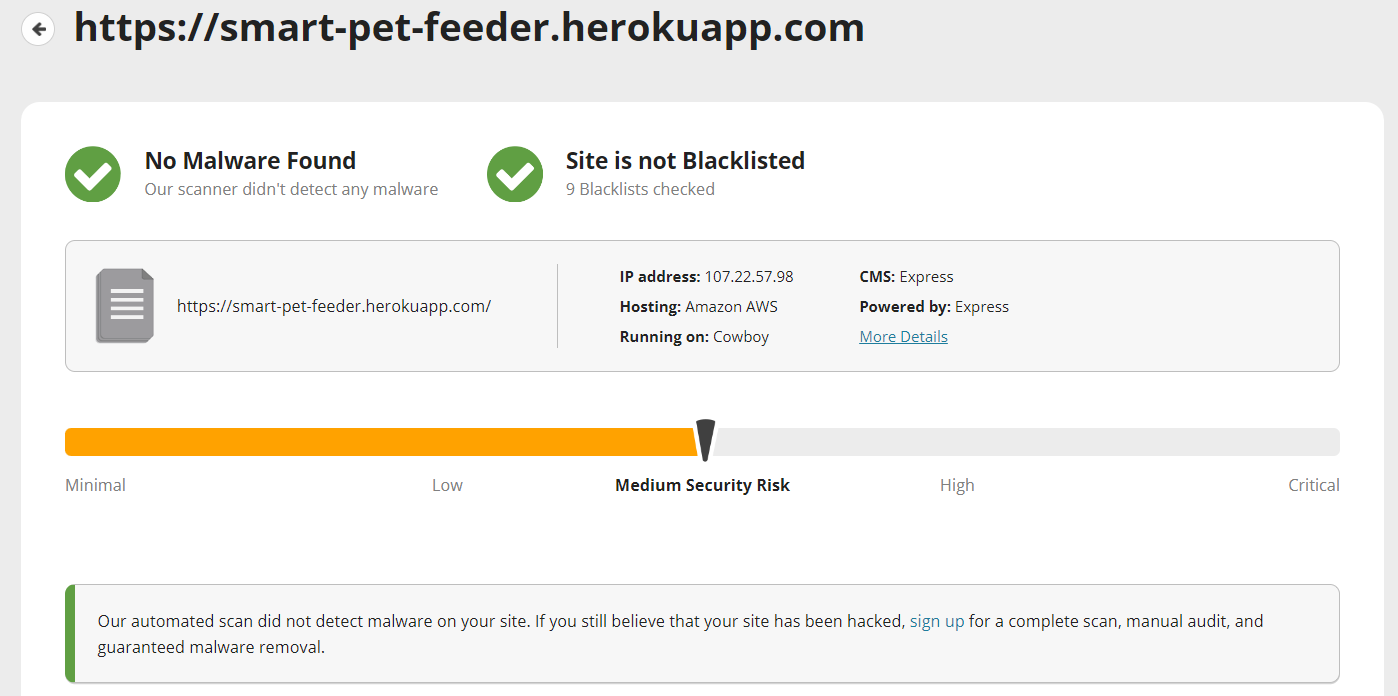 https://smart-pet-feeder.herokuapp.com
No Malware Found
Our scanner didn't detect any malware
Site is not Blacklisted
9 Blacklists checked
https://smart-pet-feeder.herokuapp.com/
IP address: 107.22.57.98
Hosting: Amazon AWS
Running on: Cowboy
CMS: Express
Powered by: Express
More Details
Minimal
Low
Medium Security Risk
High
Critical
Our automated scan did not detect malware on your site. If you still believe that your site has been hacked, sign up for a complete scan, manual audit, and
guaranteed malware removal.